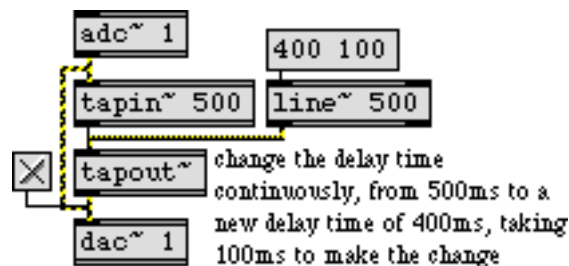 adc~ 1
400 100
tapin~ 500
line~ 500
tapout~
change the delay time
continuously, from 500ms to a
new delay time of 400ms, taking
100ms to make the change
dac~ 1